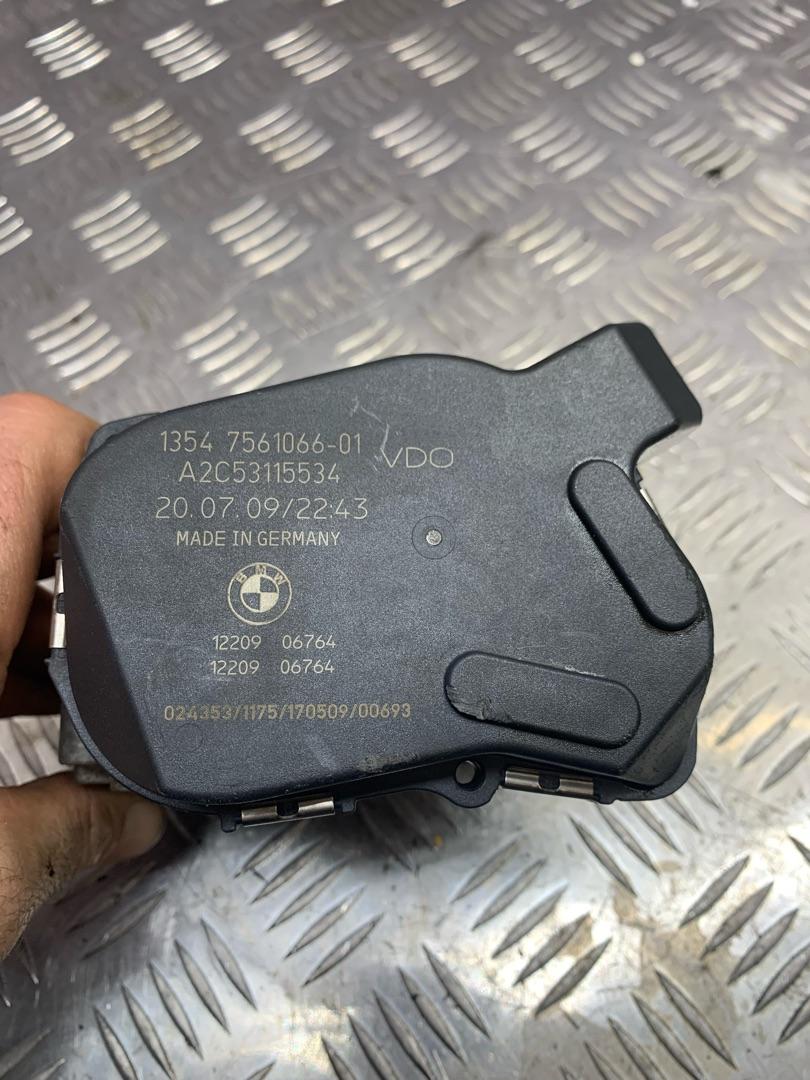 1354 7561066-01
VDO
A2C53115534
20.07.09/22:43
MADE IN GERMANY
BMW
12209 06764
12209 06764
024353/1175/170509/00693